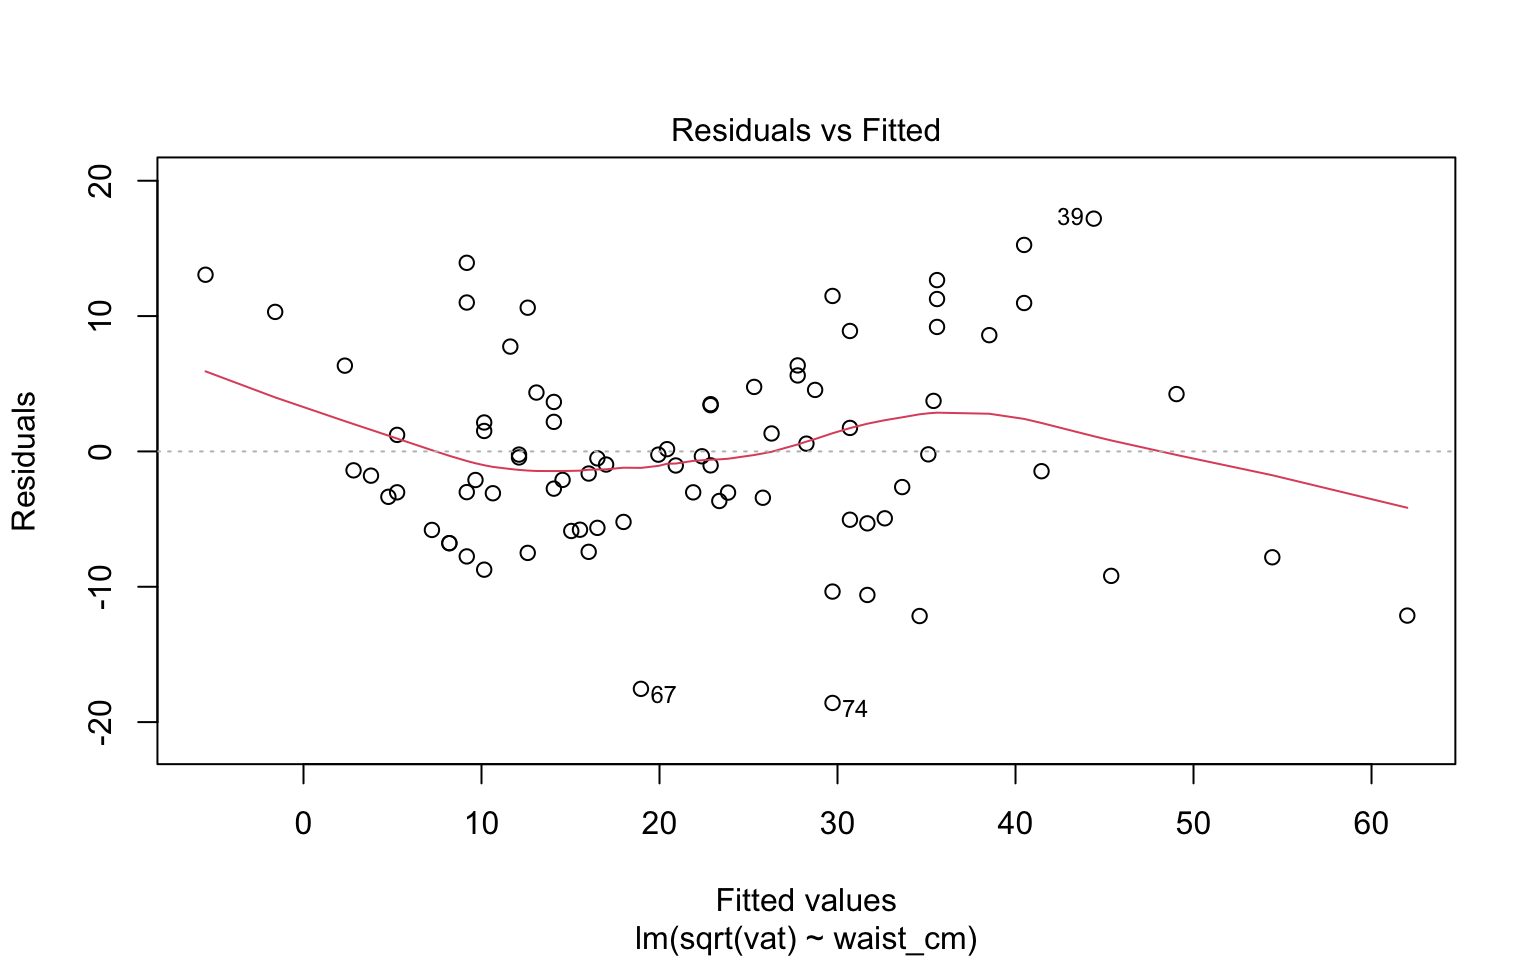 Residuals vs Fitted
Residuals
20
10
0
-10
-20
39
67
74
0 10 20 30 40 50 60
Fitted values
lm(sqrt(vat) ~ waist_cm)